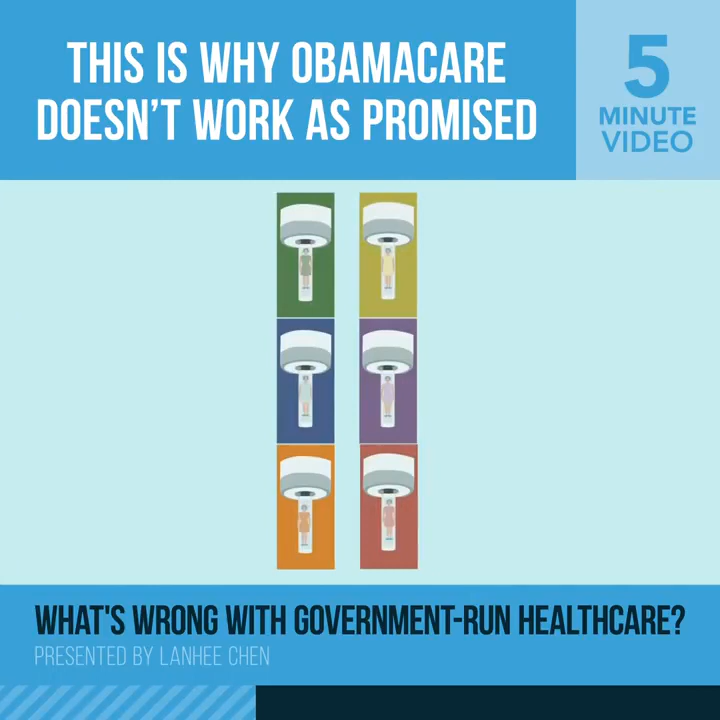 THIS IS WHY OBAMACARE
DOESN'T WORK AS PROMISED
5
MINUTE
VIDEO
WHAT'S WRONG WITH GOVERNMENT-RUN HEALTHCARE?
PRESENTED BY LANHEE CHEN